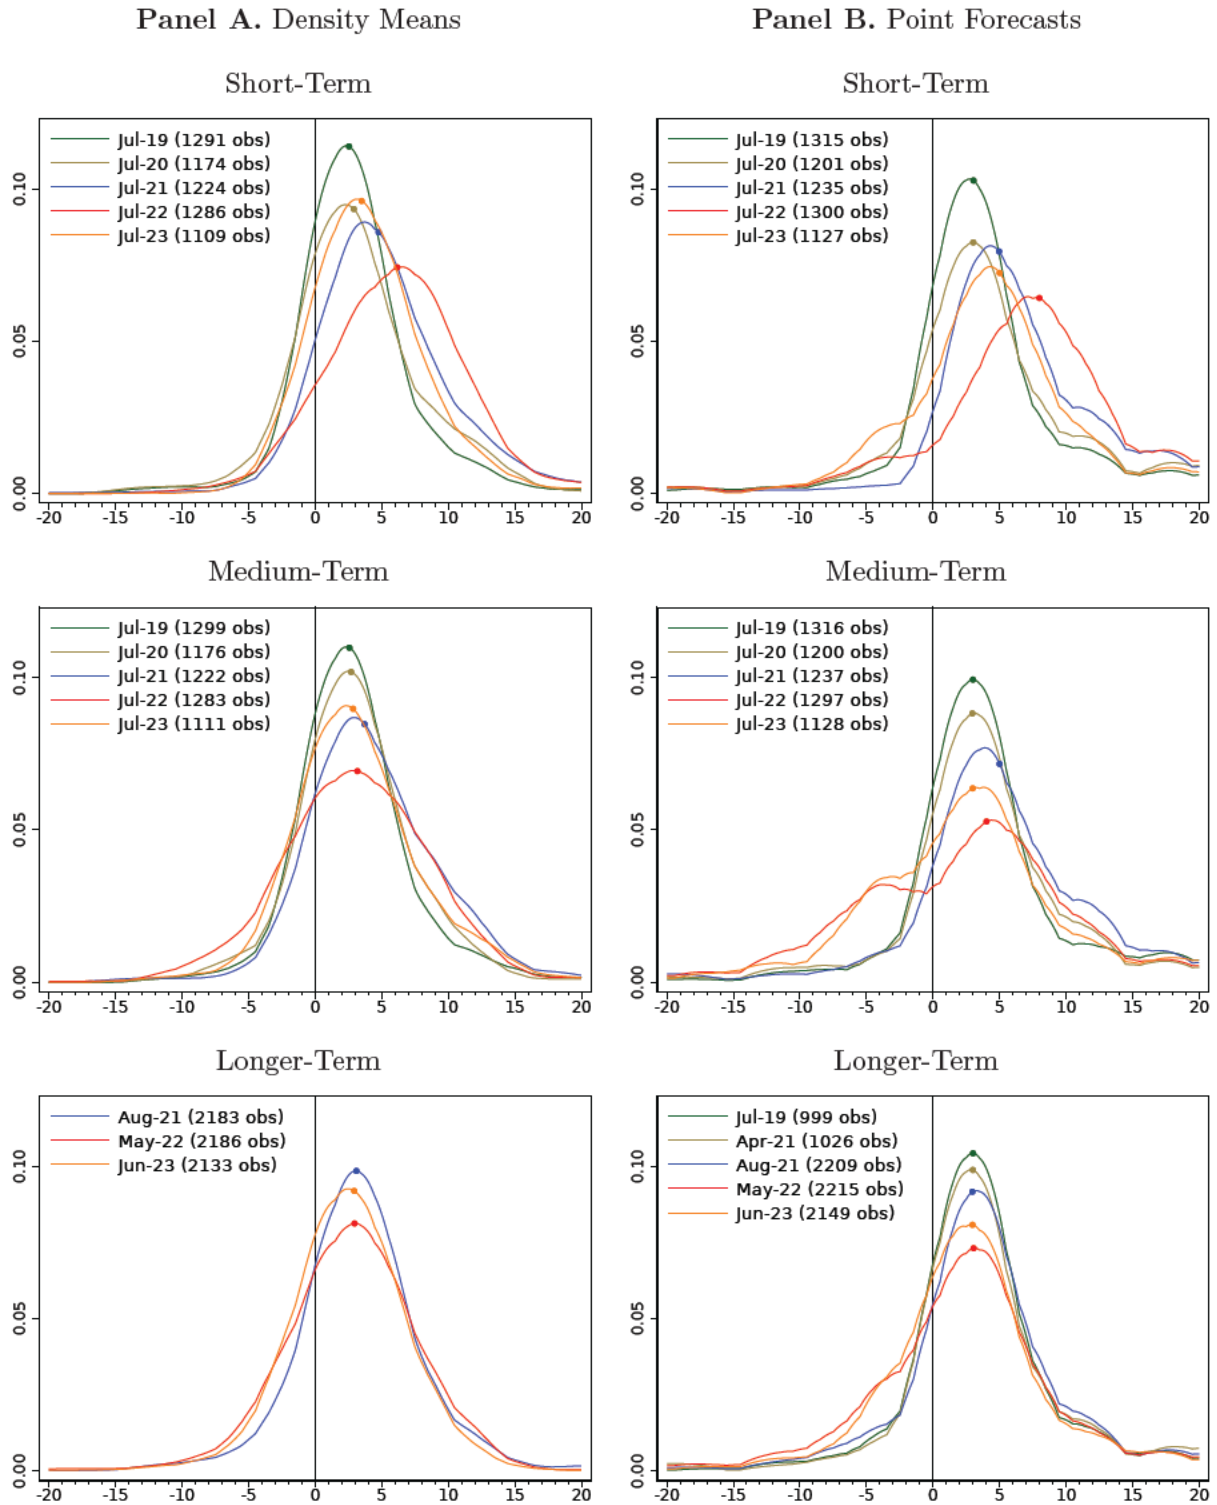 Panel A. Density Means
Short-Term
Jul-19 (1291 obs)
Jul-20 (1174 obs)
Jul-21 (1224 obs)
Jul-22 (1286 obs)
Jul-23 (1109 obs)
0.10
0.05
0.00
-20 -15 -10 -5 0 5 10 15 20
Medium-Term
Jul-19 (1299 obs)
Jul-20 (1176 obs)
Jul-21 (1222 obs)
Jul-22 (1283 obs)
Jul-23 (1111 obs)
0.10
0.05
0.00
-20 -15 -10 -5 0 5 10 15 20
Longer-Term
Aug-21 (2183 obs)
May-22 (2186 obs)
Jun-23 (2133 obs)
0.10
0.05
0.00
-20 -15 -10 -5 0 5 10 15 20
Panel B. Point Forecasts
Short-Term
Jul-19 (1315 obs)
Jul-20 (1201 obs)
Jul-21 (1235 obs)
Jul-22 (1300 obs)
Jul-23 (1127 obs)
0.10
0.05
0.00
-20 -15 -10 -5 0 5 10 15 20
Medium-Term
Jul-19 (1316 obs)
Jul-20 (1200 obs)
Jul-21 (1237 obs)
Jul-22 (1297 obs)
Jul-23 (1128 obs)
0.10
0.05
0.00
-20 -15 -10 -5 0 5 10 15 20
Longer-Term
Jul-19 (999 obs)
Apr-21 (1026 obs)
Aug-21 (2209 obs)
May-22 (2215 obs)
Jun-23 (2149 obs)
0.10
0.05
0.00
-20 -15 -10 -5 0 5 10 15 20